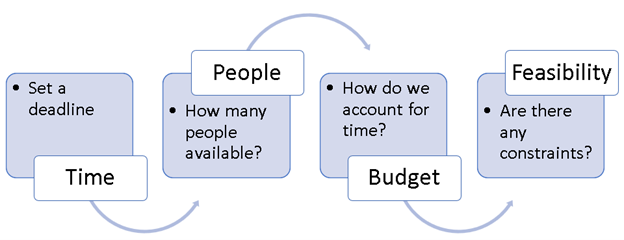 • Set a
deadline
Time
People
• How many
people
available?
• How do we
account for
time?
Budget
Feasibility
• Are there
any
constraints?